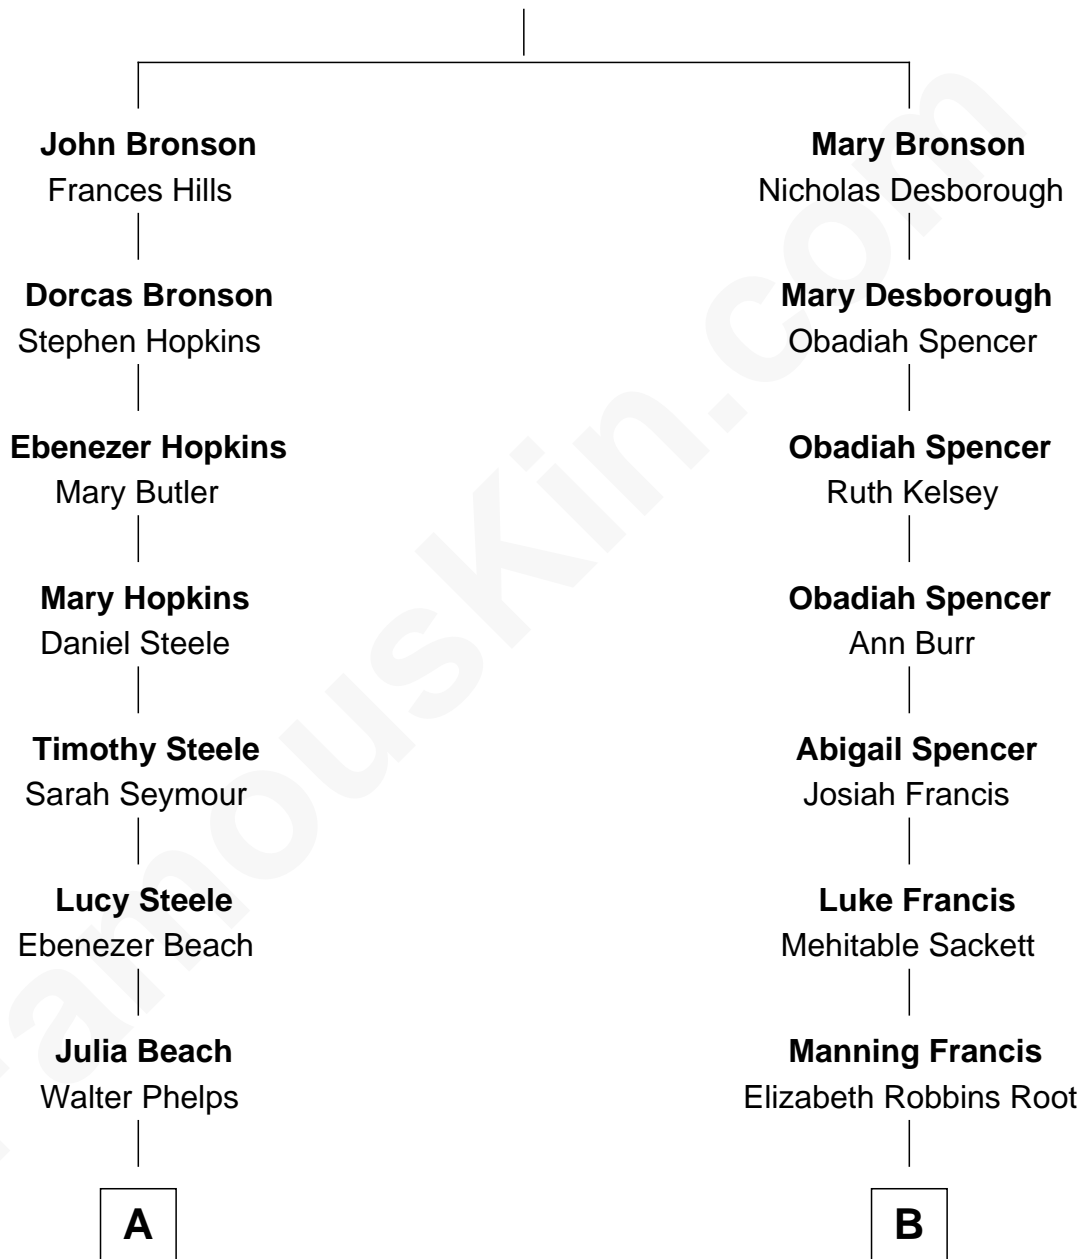 John Bronson
Frances Hills
Dorcas Bronson
Stephen Hopkins
Ebenezer Hopkins
Mary Butler
Mary Hopkins
Daniel Steele
Timothy Steele
Sarah Seymour
Lucy Steele
Ebenezer Beach
Julia Beach
Walter Phelps
A
Mary Bronson
Nicholas Desborough
Mary Desborough
Obadiah Spencer
Obadiah Spencer
Ruth Kelsey
Obadiah Spencer
Ann Burr
Abigail Spencer
Josiah Francis
Luke Francis
Mehitable Sackett
Manning Francis
Elizabeth Robbins Root
B
FamousKin.com